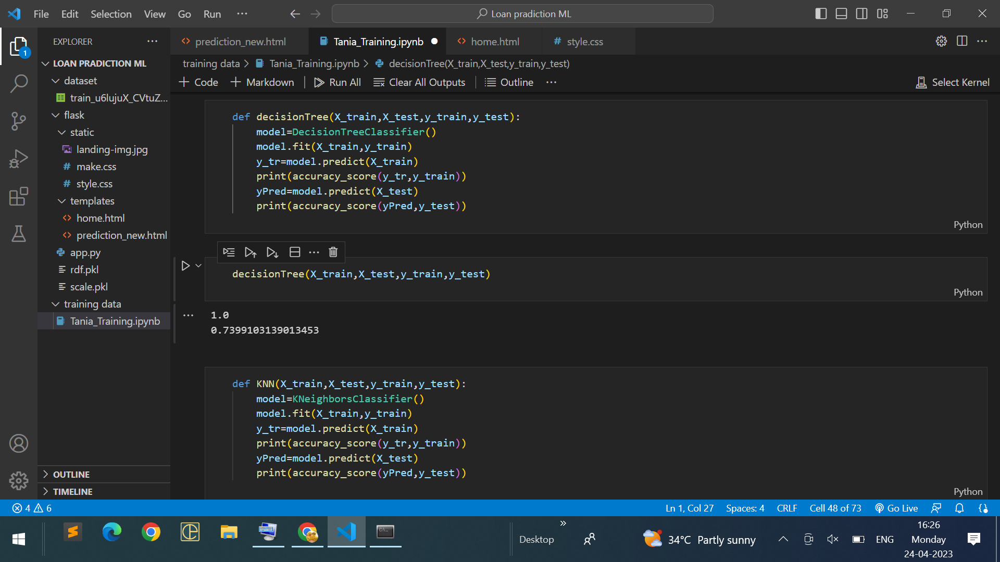 File Edit Selection View Go Run ···
Loan pradiction ML
EXPLORER ···
LOAN PRADICTION ML
dataset
train_u6lujuX_CVtuZ...
flask
static
landing-img.jpg
make.css
style.css
templates
home.html
prediction_new.html
app.py
rdf.pkl
scale.pkl
training data
Tania_Training.ipynb
OUTLINE
TIMELINE
1
prediction_new.html Tania_Training.ipynb home.html style.css
training data > Tania_Training.ipynb > decisionTree(X_train,X_test,y_train,y_test)
+ Code + Markdown | Run All Clear All Outputs | Outline ··· Select Kernel
def decisionTree(X_train,X_test,y_train,y_test):
    model=DecisionTreeClassifier()
    model.fit(X_train,y_train)
    y_tr=model.predict(X_train)
    print(accuracy_score(y_tr,y_train))
    yPred=model.predict(X_test)
    print(accuracy_score(yPred,y_test))
Python
decisionTree(X_train,X_test,y_train,y_test)
Python
1.0
0.7399103139013453
def KNN(X_train,X_test,y_train,y_test):
    model=KNeighborsClassifier()
    model.fit(X_train,y_train)
    y_tr=model.predict(X_train)
    print(accuracy_score(y_tr,y_train))
    yPred=model.predict(X_test)
    print(accuracy_score(yPred,y_test))
Python
4 6 Ln 1, Col 27 Spaces: 4 CRLF Cell 48 of 73 Go Live
Desktop 34°C Partly sunny ENG
16:26
Monday
24-04-2023